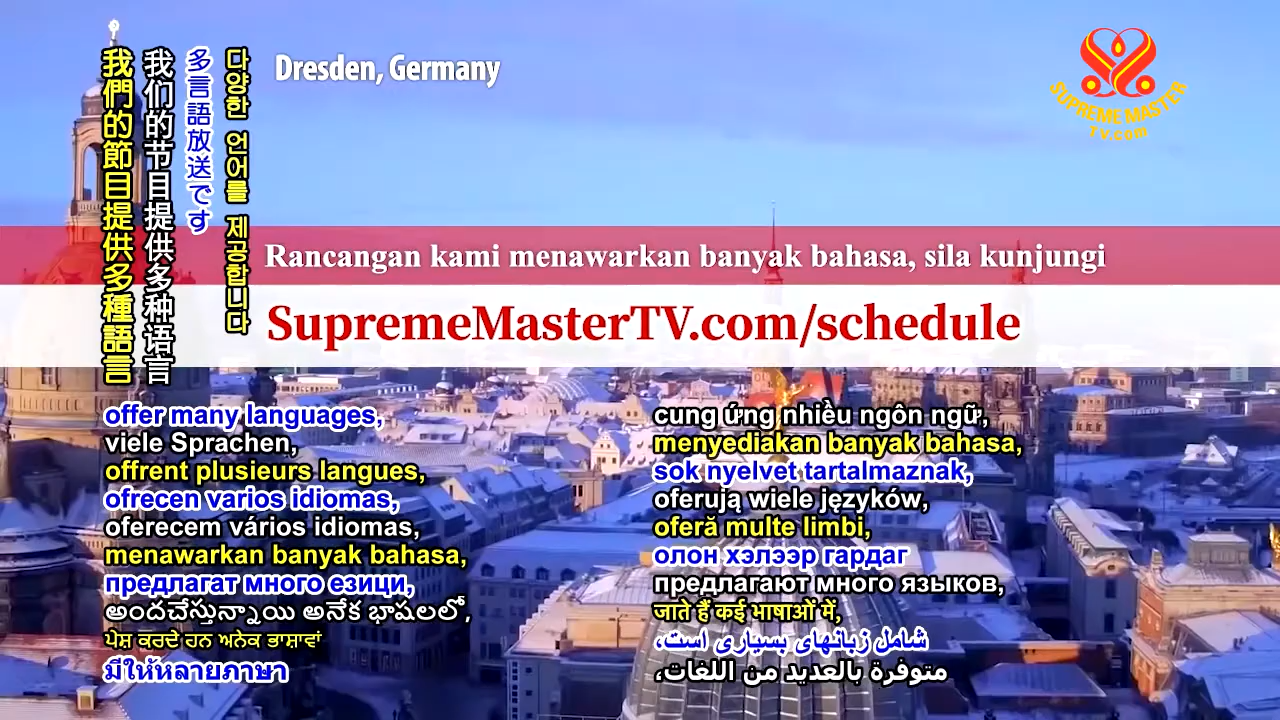 我們的節目提供多種語言
我们的节目提供多种语言
多言語放送です
다양한 언어를 제공합니다
Dresden, Germany
SUPREME MASTER
TV.com
Rancangan kami menawarkan banyak bahasa, sila kunjungi
SupremeMasterTV.com/schedule
offer many languages,
viele Sprachen,
offrent plusieurs langues,
ofrecen varios idiomas,
oferecem vários idiomas,
menawarkan banyak bahasa,
предлагат много езици,
అందచేస్తున్నాయి అనేక భాషలలో,
ਪੇਸ਼ ਕਰਦੇ ਹਨ ਅਨੇਕ ਭਾਸ਼ਾਵਾਂ
มีให้หลายภาษา
cung ứng nhiều ngôn ngữ,
menyediakan banyak bahasa,
sok nyelvet tartalmaznak,
oferują wiele języków,
oferă multe limbi,
олон хэлээр гардаг
предлагают много языков,
जाते हैं कई भाषाओं में,
شامل زبانهای بسیاری است،
متوفرة بالعديد من اللغات،